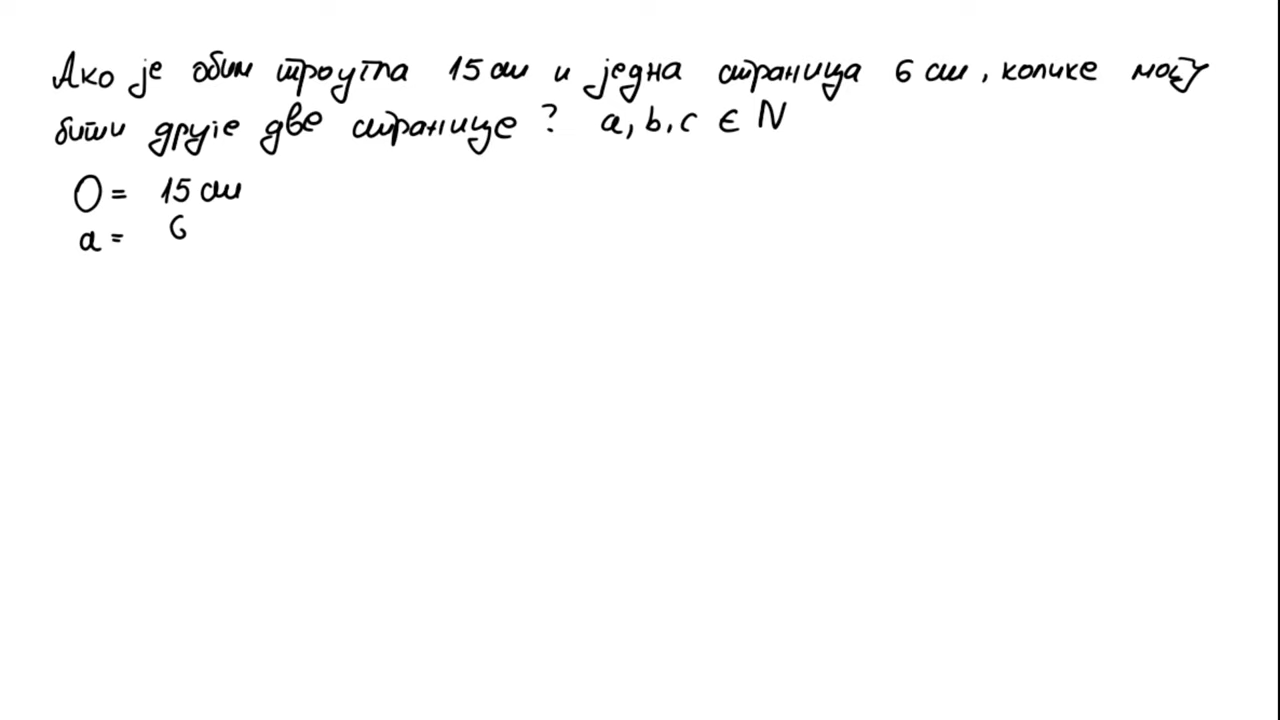 Ако је обим троугла 15 cm и једна страница 6 cm, колике могу
бити друге две странице? a, b, c ∈ N
O = 15 cm
a = 6